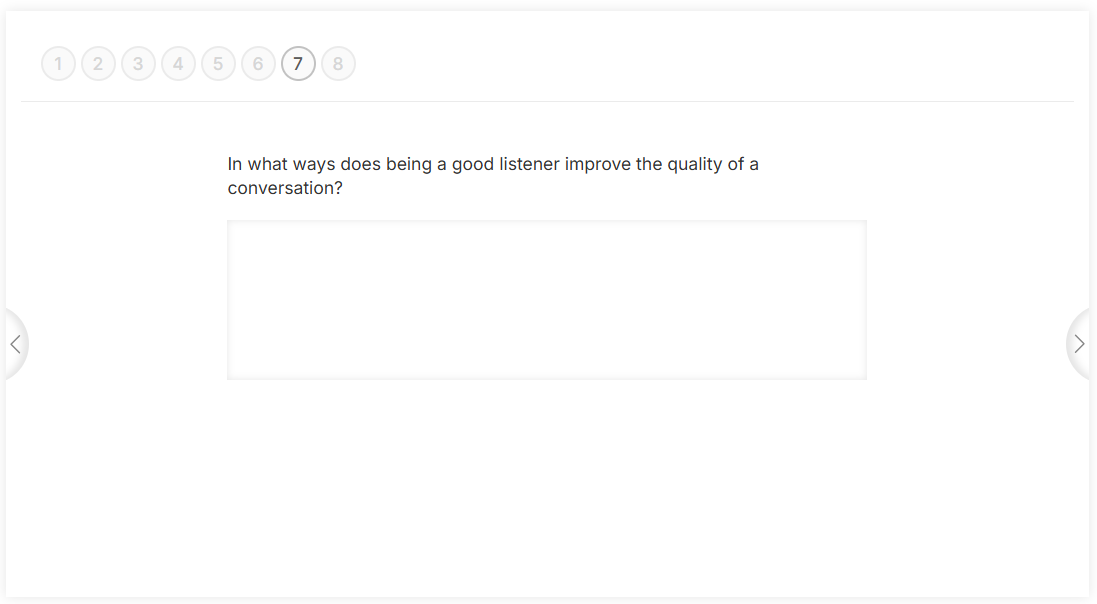 1 2 3 4 5 6 7 8
In what ways does being a good listener improve the quality of a
conversation?